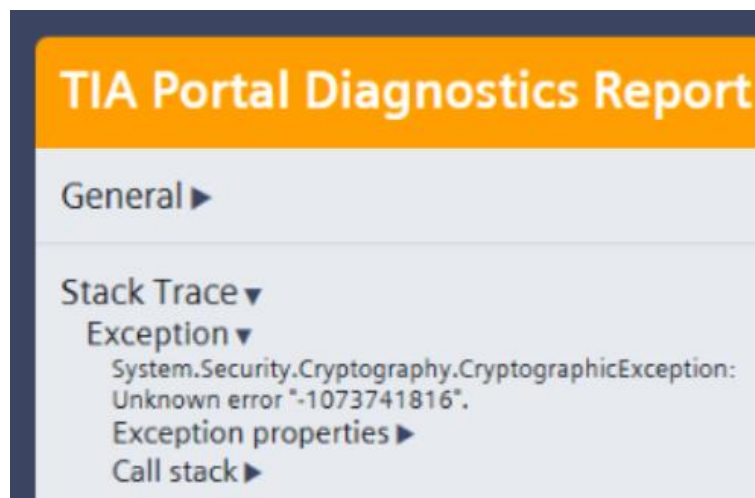 TIA Portal Diagnostics Report
General ▶
Stack Trace ▼
Exception ▼
System.Security.Cryptography.CryptographicException:
Unknown error "-1073741816".
Exception properties ▶
Call stack ▶